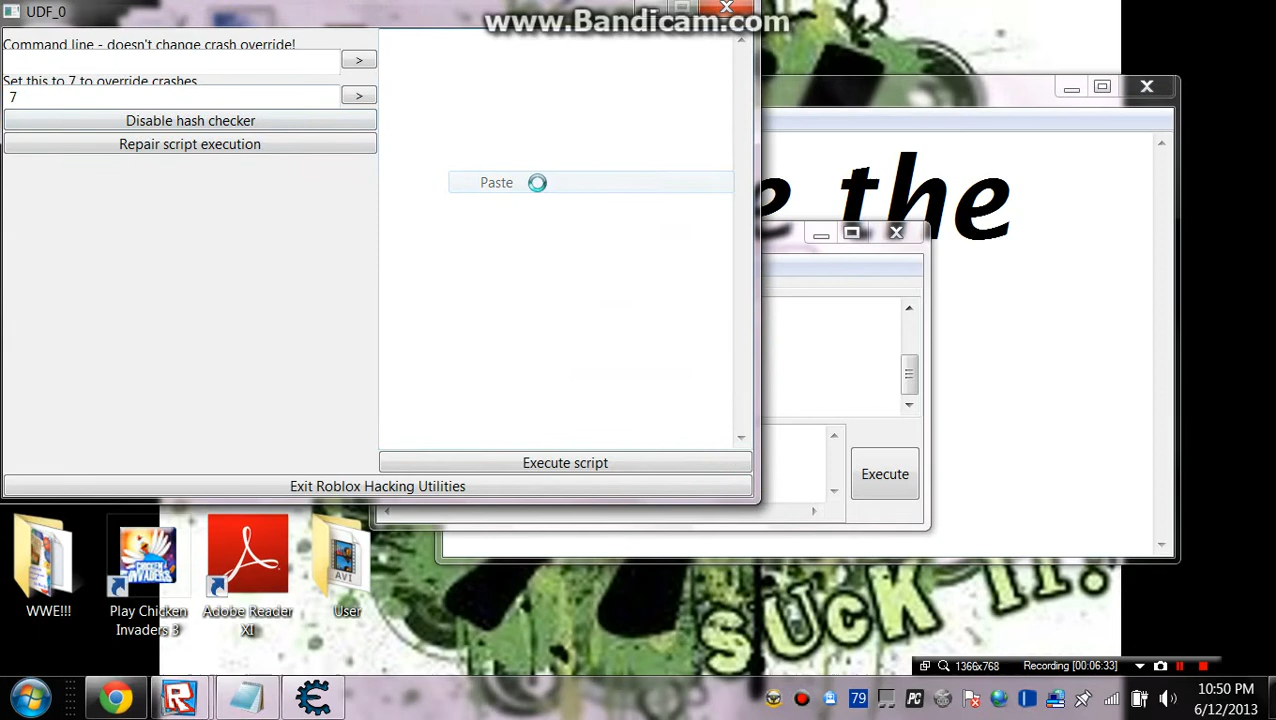 UDF_0
www.Bandicam.com
Command line - doesn't change crash override!
>
Set this to 7 to override crashes
7
>
Disable hash checker
Repair script execution
Paste
e the
Execute
Execute script
Exit Roblox Hacking Utilities
SUCK IT!
WWE!!!
Play Chicken
Invaders 3
Adobe Reader
XI
AVI
User
1366x768
Recording [00:06:33]
79
PC
10:50 PM
6/12/2013